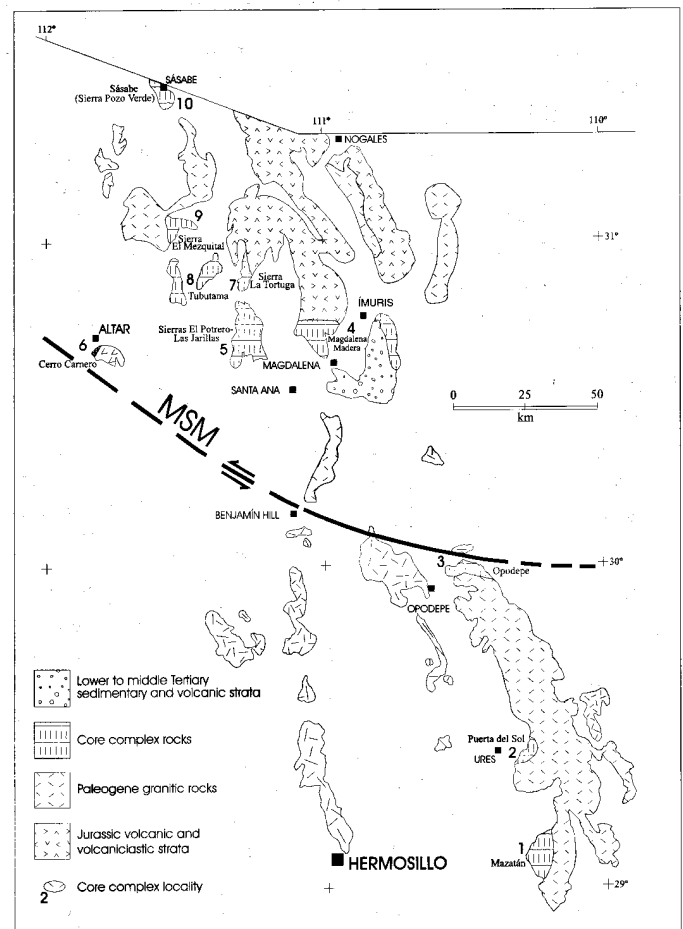 112°
SÁSABE
Sásabe
(Sierra Pozo Verde)
10
111°
110°
NOGALES
9
Sierra
El Mezquital
31°
8
Tubutama
7
Sierra
La Tortuga
ÍMURIS
4
Magdalena
Madera
Sierras El Potrero-
Las Jarillas
5
MAGDALENA
ALTAR
6
Cerro Carnero
SANTA ANA
0 25 50
km
MSM
BENJAMÍN HILL
3
Opodepe
30°
OPODEPE
Puerta del Sol
2
URES
1
Mazatán
HERMOSILLO
29°
Lower to middle Tertiary
sedimentary and volcanic strata
Core complex rocks
Paleogene granitic rocks
Jurassic volcanic and
volcaniclastic strata
Core complex locality
2